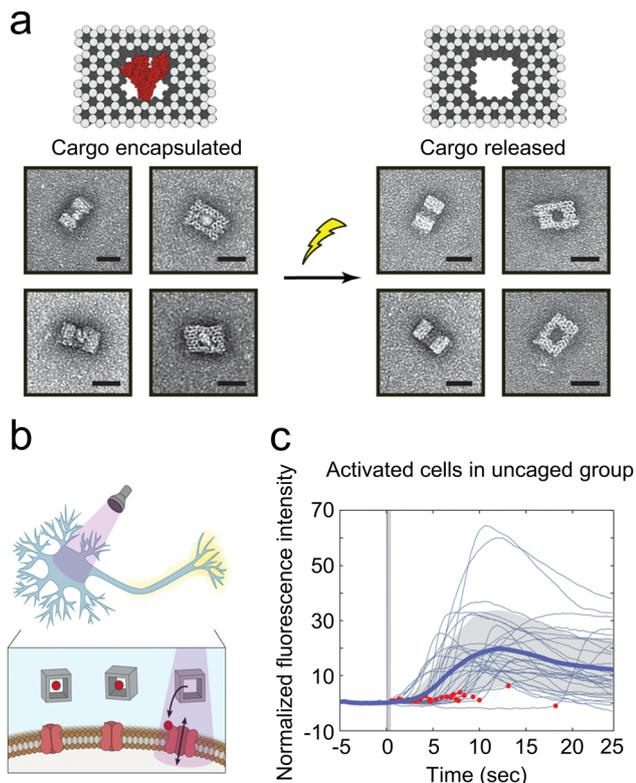 a
Cargo encapsulated
Cargo released
b
c
Activated cells in uncaged group
Normalized fluorescence intensity
70
50
30
10
-10
-5
0
5
10
15
20
25
Time (sec)